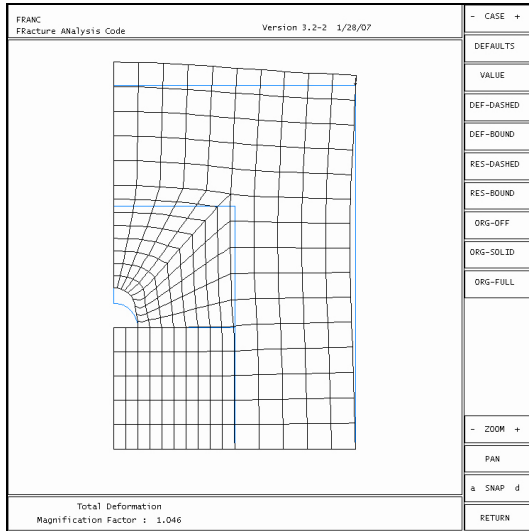 FRANC
FRacture ANalysis Code
Version 3.2-2 1/28/07
- CASE +
DEFAULTS
VALUE
DEF-DASHED
DEF-BOUND
RES-DASHED
RES-BOUND
ORG-OFF
ORG-SOLID
ORG-FULL
- ZOOM +
PAN
a SNAP d
RETURN
Total Deformation
Magnification Factor : 1.046